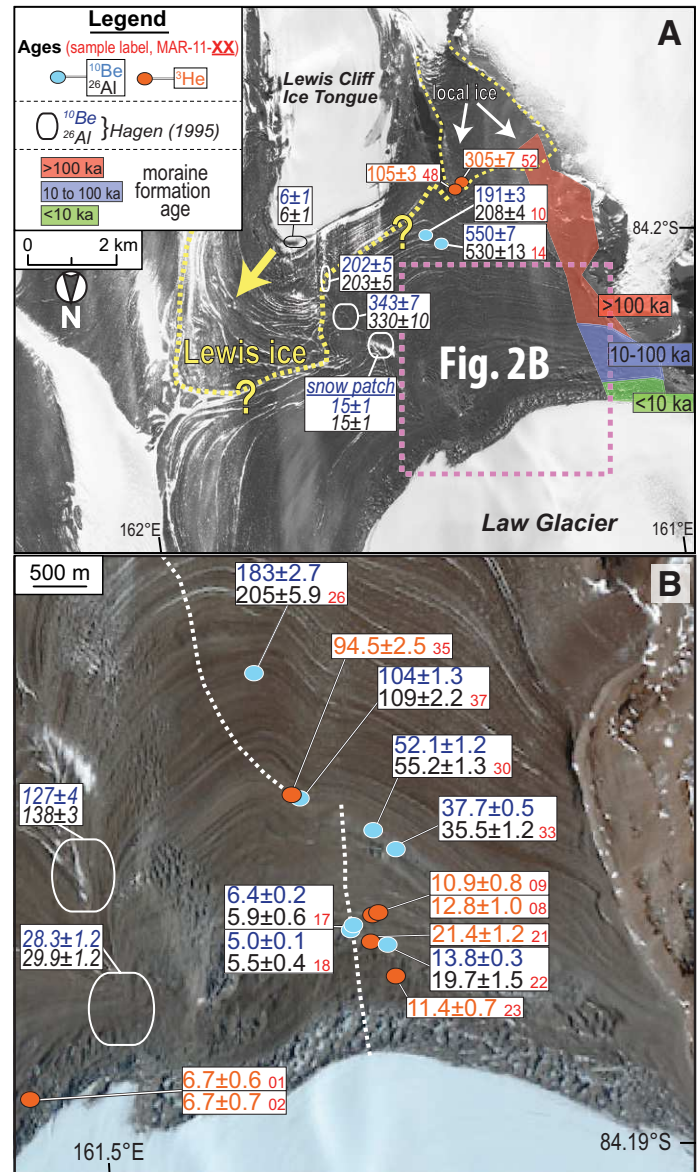 Legend
Ages (sample label, MAR-11-XX)
¹⁰Be
²⁶Al
³He
¹⁰Be
²⁶Al
Hagen (1995)
>100 ka
10 to 100 ka
<10 ka
moraine
formation
age
0
2 km
N
A
Lewis Cliff
Ice Tongue
local ice
105±3 48
305±7 52
191±3
208±4 10
550±7
530±13 14
6±1
6±1
84.2°S
?
202±5
203±5
343±7
330±10
Lewis ice
?
snow patch
15±1
15±1
Fig. 2B
>100 ka
10-100 ka
<10 ka
Law Glacier
162°E
161°E
500 m
B
183±2.7
205±5.9 26
94.5±2.5 35
104±1.3
109±2.2 37
52.1±1.2
55.2±1.3 30
37.7±0.5
35.5±1.2 33
127±4
138±3
6.4±0.2
5.9±0.6 17
5.0±0.1
5.5±0.4 18
10.9±0.8 09
12.8±1.0 08
21.4±1.2 21
13.8±0.3
19.7±1.5 22
11.4±0.7 23
28.3±1.2
29.9±1.2
6.7±0.6 01
6.7±0.7 02
161.5°E
84.19°S